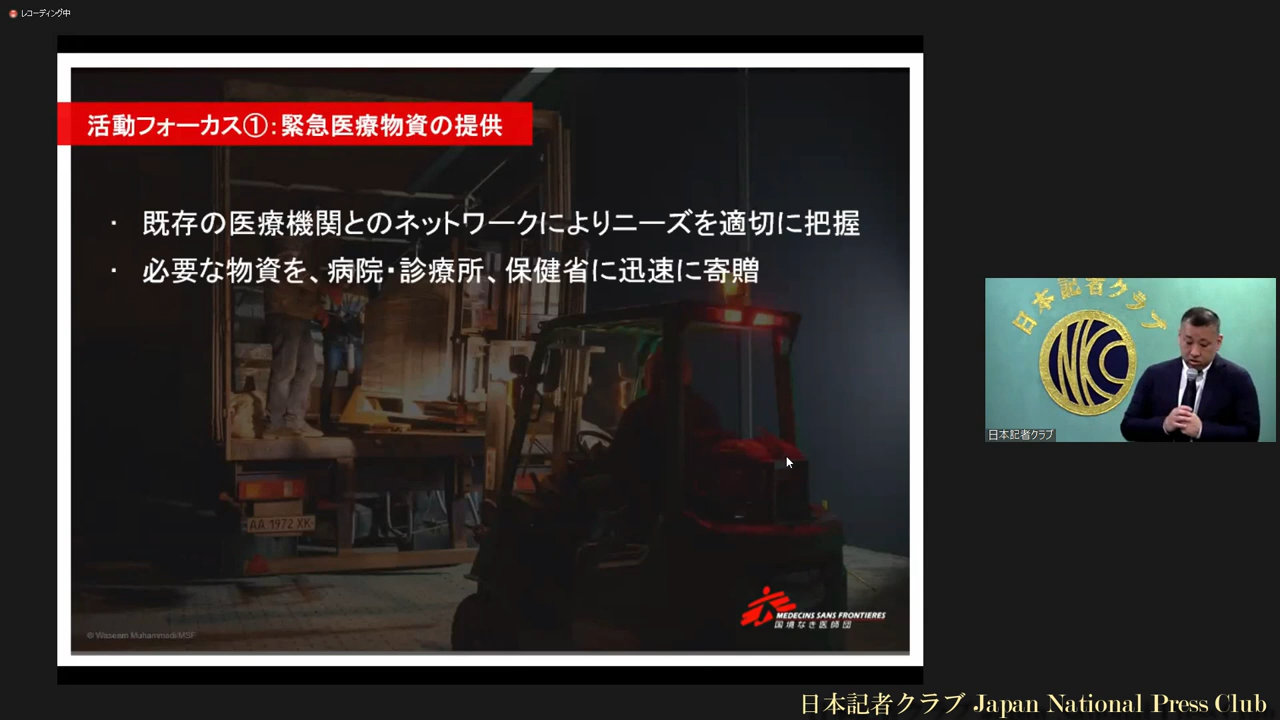 レコーディング中
活動フォーカス①:緊急医療物資の提供
・ 既存の医療機関とのネットワークによりニーズを適切に把握
・ 必要な物資を、病院・診療所、保健省に迅速に寄贈
AA 1972 XK
© Waseem Muhammadi/MSF
MEDECINS SANS FRONTIERES
国境なき医師団
日本記者クラブ
NKC
日本記者クラブ
日本記者クラブ Japan National Press Club